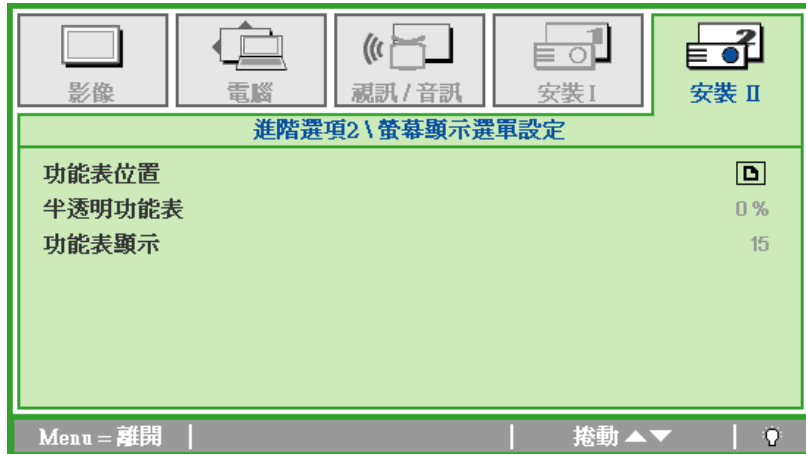 影像
電腦
視訊 / 音訊
安裝 I
安裝 II
進階選項2 \ 螢幕顯示選單設定
功能表位置
半透明功能表 0 %
功能表顯示 15
Menu = 離開 捲動 ▲▼